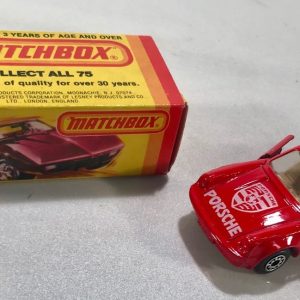 3 YEARS OF AGE AND OVER
MATCHBOX
LLECT ALL 75
of quality for over 30 years.
PRODUCTS CORPORATION, MOONACHIE, N.J. 07074
REGISTERED TRADEMARK OF LESNEY PRODUCTS AND CO.
LTD., LONDON, ENGLAND
MATCHBOX
PORSCHE